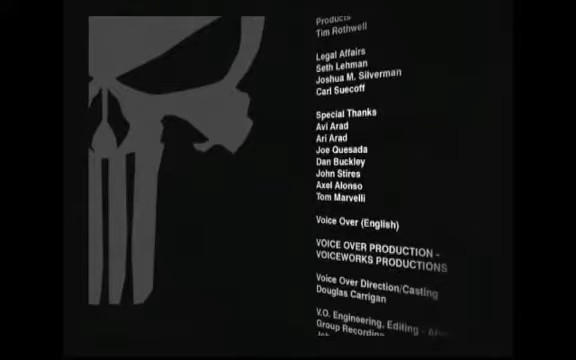 Products
Tim Rothwell
Legal Affairs
Seth Lehman
Joshua M. Silverman
Carl Suecoff
Special Thanks
Avi Arad
Ari Arad
Joe Quesada
Dan Buckley
John Stires
Axel Alonso
Tom Marvelli
Voice Over (English)
VOICE OVER PRODUCTION -
VOICEWORKS PRODUCTIONS
Voice Over Direction/Casting
Douglas Carrigan
V.O. Engineering, Editing -
Group Recording